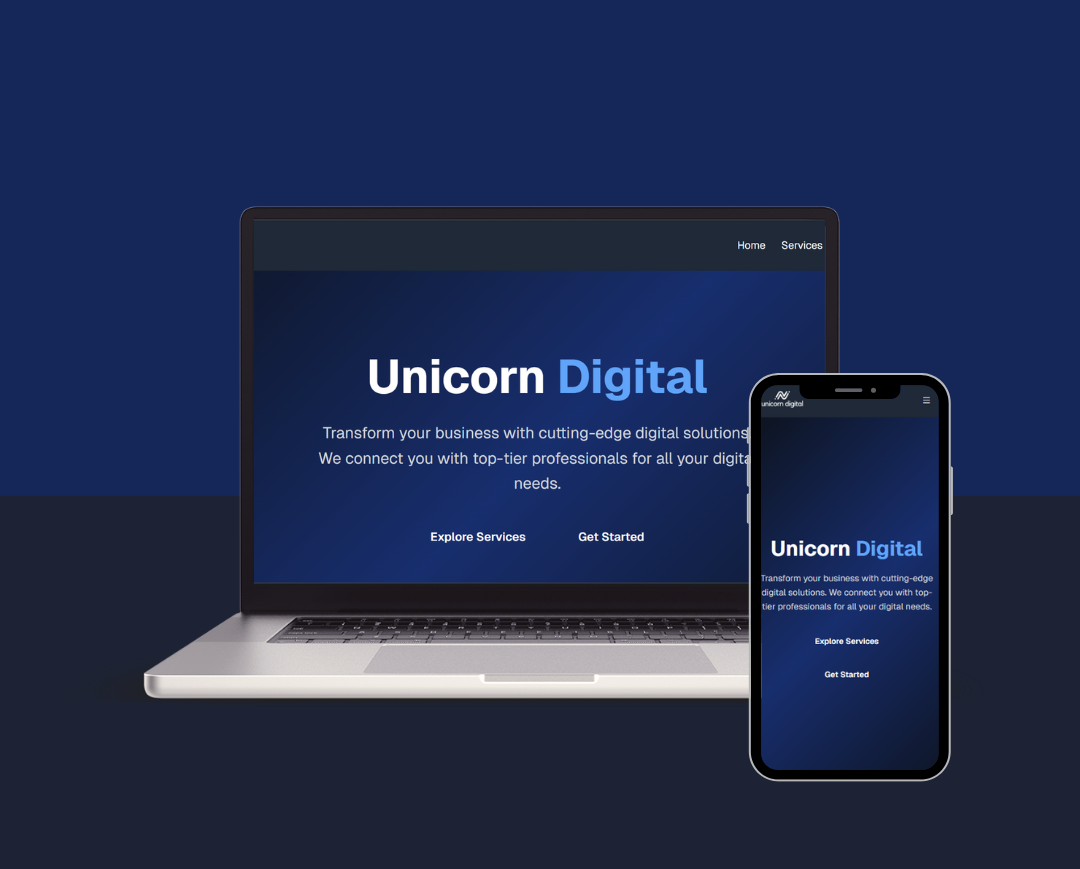 Home Services
Unicorn Digital
Transform your business with cutting-edge digital solutions
We connect you with top-tier professionals for all your
needs.
Explore Services Get Started
unicorn digital
Unicorn Digital
Transform your business with cutting-edge
digital solutions. We connect you with top-
tier professionals for all your digital needs.
Explore Services
Get Started